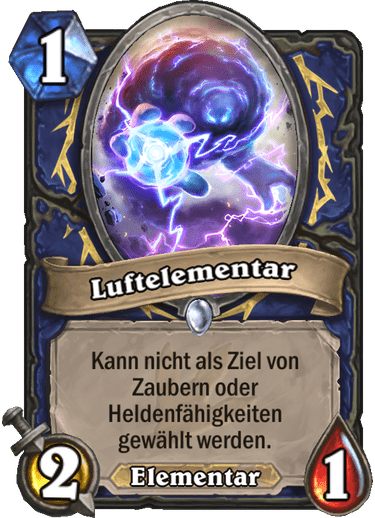 1
Luftelementar
Kann nicht als Ziel von
Zaubern oder
Heldenfähigkeiten
gewählt werden.
2
Elementar
1